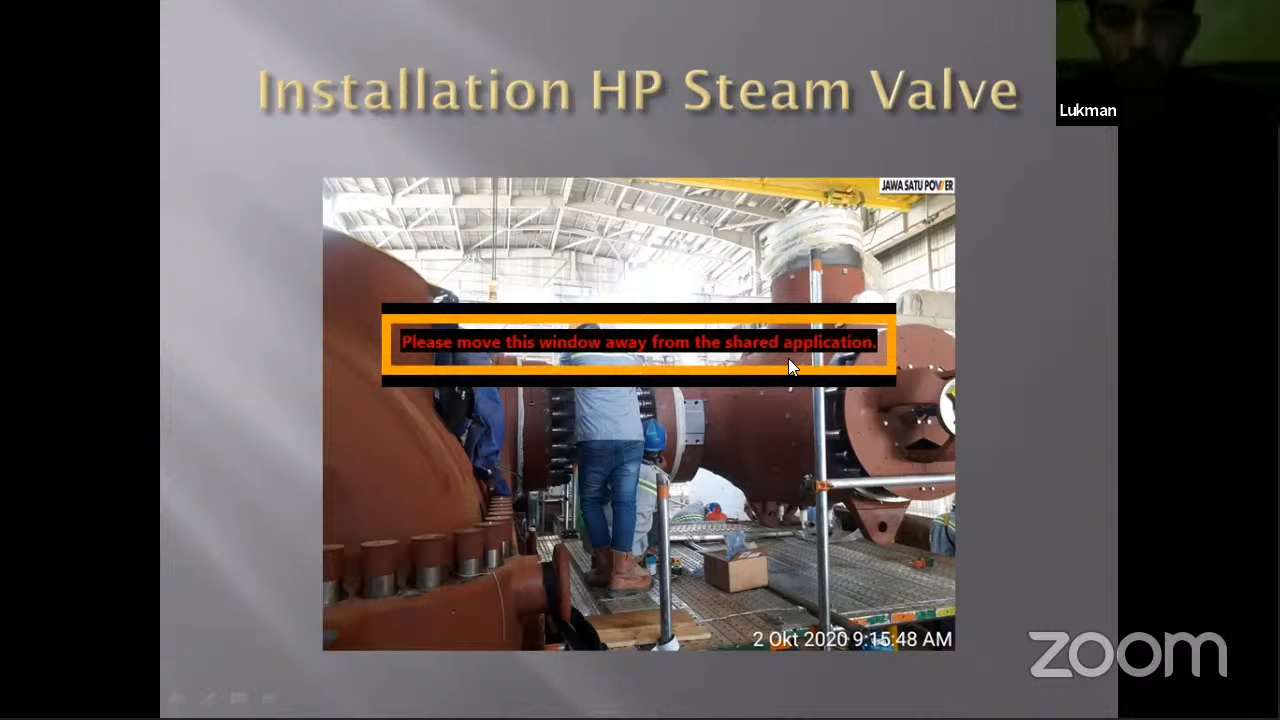 Installation HP Steam Valve
Lukman
JAWA SATU POWER
Please move this window away from the shared application.
2 Okt 2020 9:15:48 AM
zoom